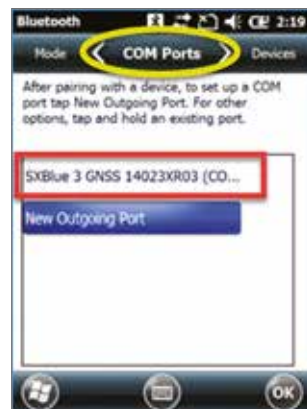 Bluetooth 2:19
Mode COM Ports Devices
After pairing with a device, to set up a COM
port tap New Outgoing Port. For other
options, tap and hold an existing port.
SXBlue 3 GNSS 14023XR03 (CO...
New Outgoing Port
OK